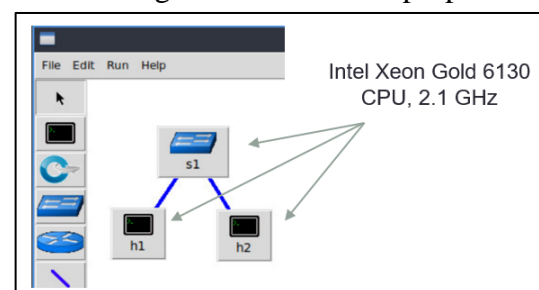 File Edit Run Help
Intel Xeon Gold 6130
CPU, 2.1 GHz
s1
h1
h2